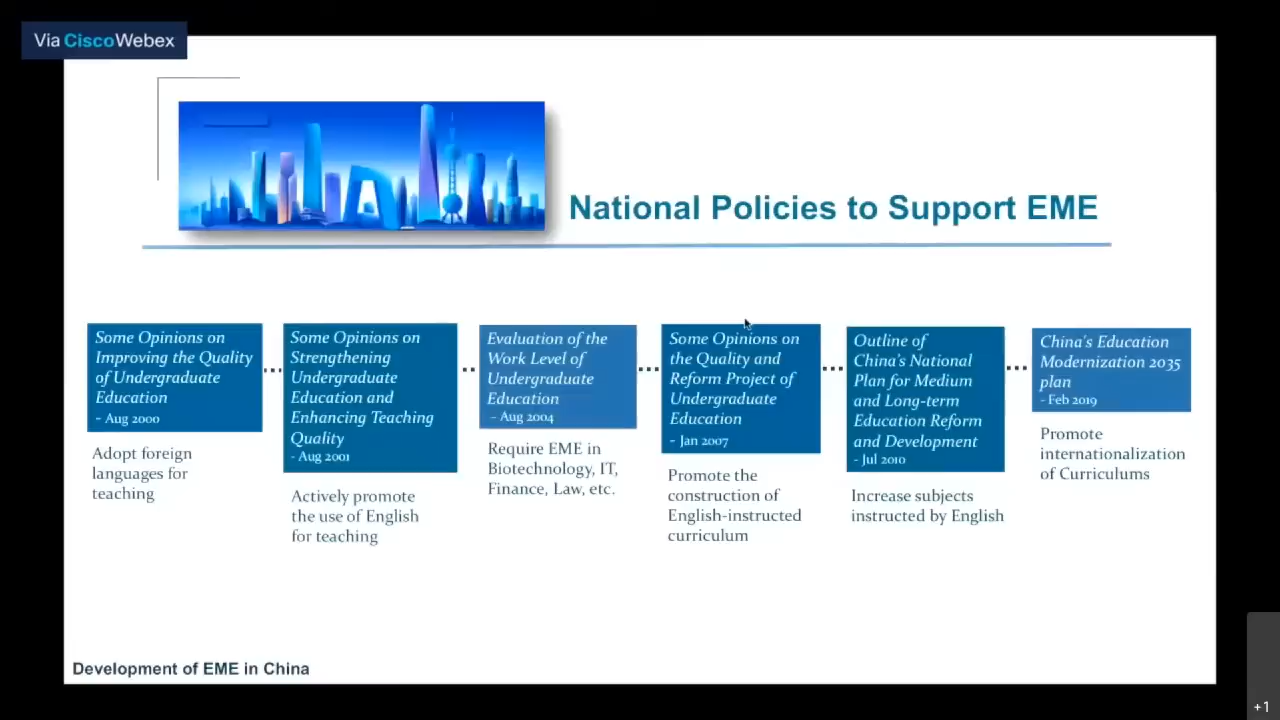 Via CiscoWebex
National Policies to Support EME
Some Opinions on
Improving the Quality
of Undergraduate
Education
- Aug 2000
Adopt foreign
languages for
teaching
Some Opinions on
Strengthening
Undergraduate
Education and
Enhancing Teaching
Quality
- Aug 2001
Actively promote
the use of English
for teaching
Evaluation of the
Work Level of
Undergraduate
Education
- Aug 2004
Require EME in
Biotechnology, IT,
Finance, Law, etc.
Some Opinions on
the Quality and
Reform Project of
Undergraduate
Education
- Jan 2007
Promote the
construction of
English-instructed
curriculum
Outline of
China's National
Plan for Medium
and Long-term
Education Reform
and Development
- Jul 2010
Increase subjects
instructed by English
China's Education
Modernization 2035
plan
- Feb 2019
Promote
internationalization
of Curriculums
Development of EME in China
+1